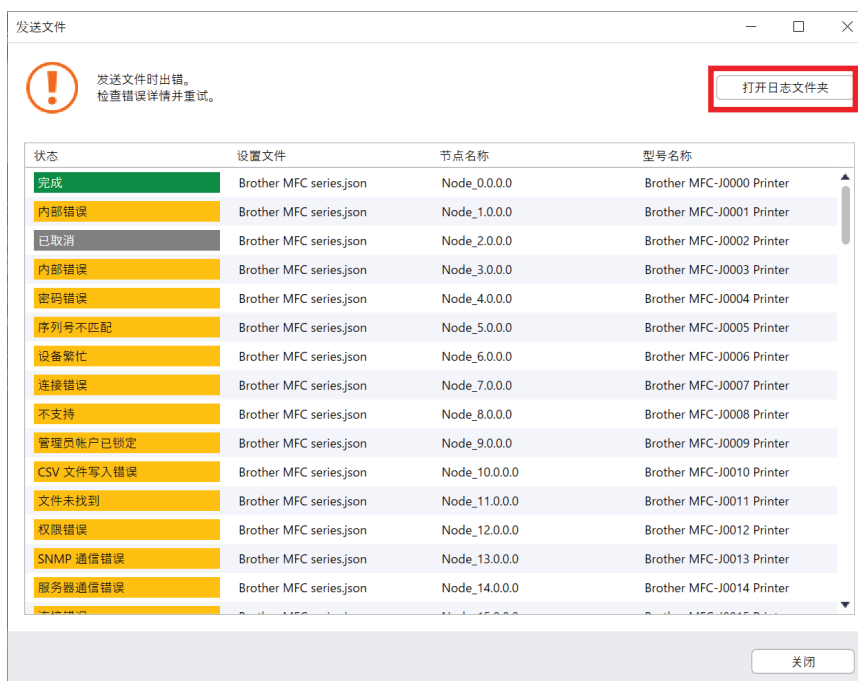 发送文件
发送文件时出错。
检查错误详情并重试。
打开日志文件夹
状态 设置文件 节点名称 型号名称
完成 Brother MFC series.json Node_0.0.0.0 Brother MFC-J0000 Printer
内部错误 Brother MFC series.json Node_1.0.0.0 Brother MFC-J0001 Printer
已取消 Brother MFC series.json Node_2.0.0.0 Brother MFC-J0002 Printer
内部错误 Brother MFC series.json Node_3.0.0.0 Brother MFC-J0003 Printer
密码错误 Brother MFC series.json Node_4.0.0.0 Brother MFC-J0004 Printer
序列号不匹配 Brother MFC series.json Node_5.0.0.0 Brother MFC-J0005 Printer
设备繁忙 Brother MFC series.json Node_6.0.0.0 Brother MFC-J0006 Printer
连接错误 Brother MFC series.json Node_7.0.0.0 Brother MFC-J0007 Printer
不支持 Brother MFC series.json Node_8.0.0.0 Brother MFC-J0008 Printer
管理员帐户已锁定 Brother MFC series.json Node_9.0.0.0 Brother MFC-J0009 Printer
CSV 文件写入错误 Brother MFC series.json Node_10.0.0.0 Brother MFC-J0010 Printer
文件未找到 Brother MFC series.json Node_11.0.0.0 Brother MFC-J0011 Printer
权限错误 Brother MFC series.json Node_12.0.0.0 Brother MFC-J0012 Printer
SNMP 通信错误 Brother MFC series.json Node_13.0.0.0 Brother MFC-J0013 Printer
服务器通信错误 Brother MFC series.json Node_14.0.0.0 Brother MFC-J0014 Printer
关闭